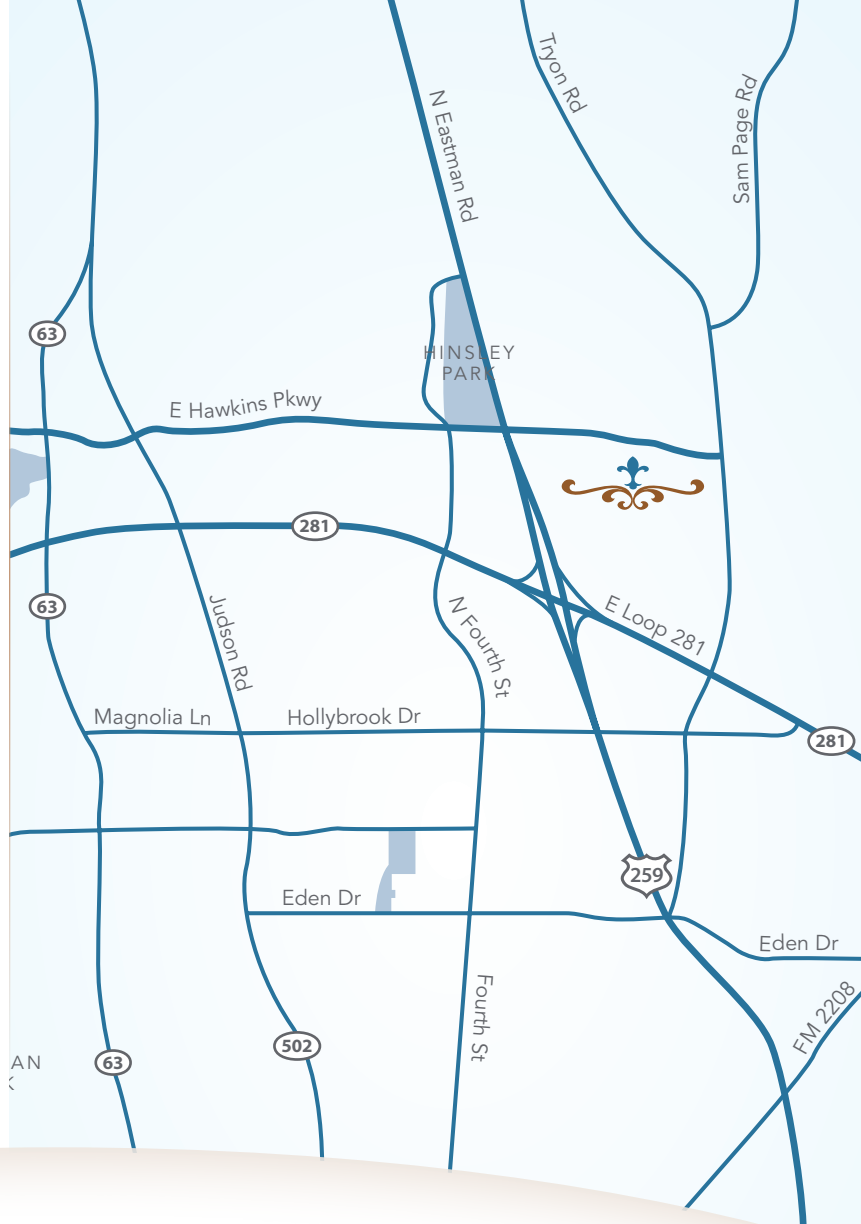 Tryon Rd
Sam Page Rd
N Eastman Rd
63
HINSLEY
PARK
E Hawkins Pkwy
281
63
Judson Rd
N Fourth St
E Loop 281
Magnolia Ln
Hollybrook Dr
281
259
Eden Dr
Eden Dr
Fourth St
FM 2208
502
63
AN
K